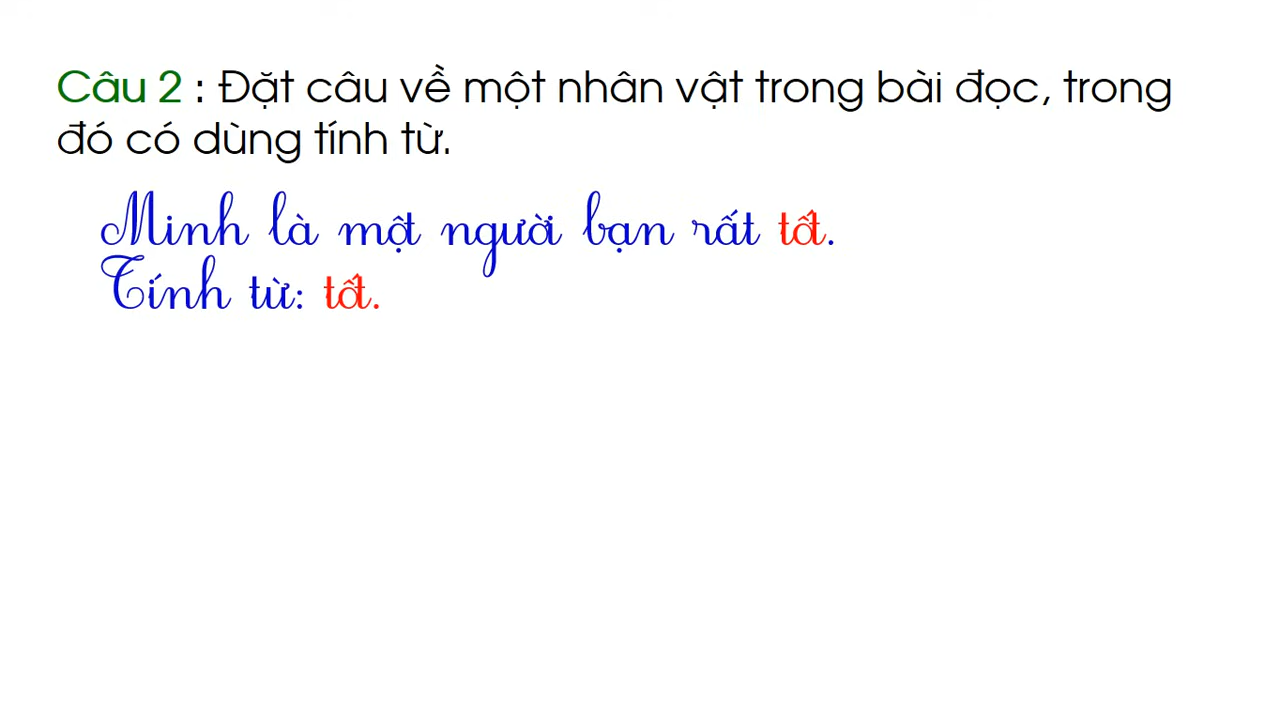 Câu 2 : Đặt câu về một nhân vật trong bài đọc, trong
đó có dùng tính từ.
Minh là một người bạn rất tốt.
Tính từ: tốt.